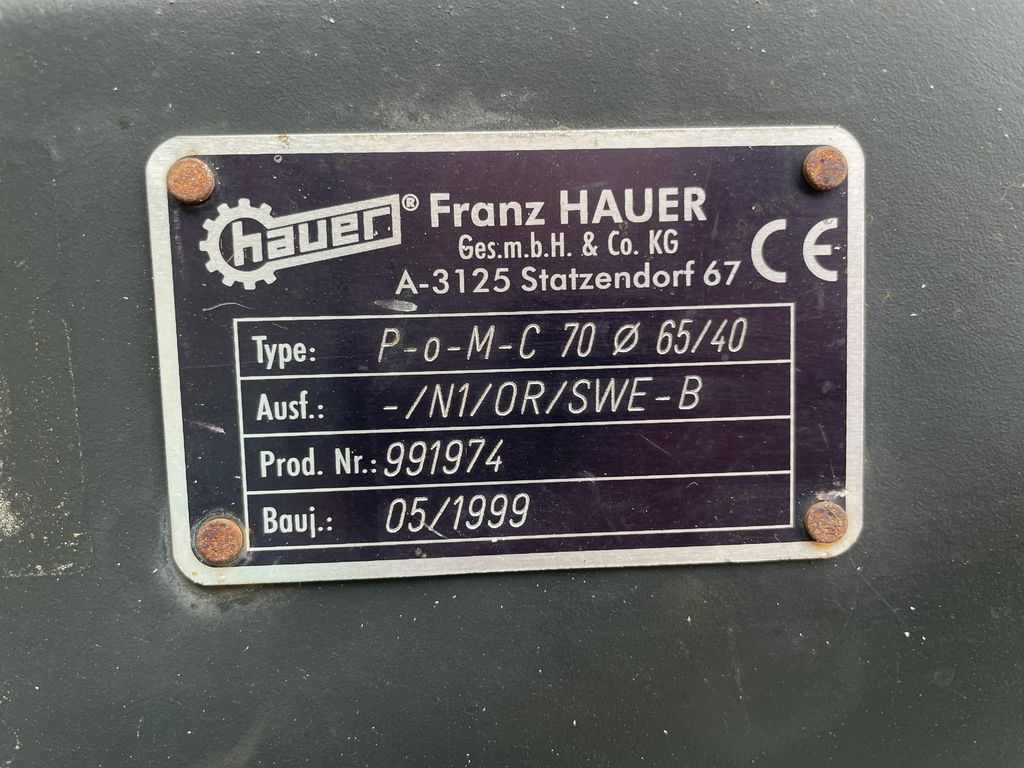 hauer® Franz HAUER
Ges.m.b.H. & Co. KG
A-3125 Statzendorf 67 CE
Type: P-o-M-C 70 Ø 65/40
Ausf.: -/N1/OR/SWE-B
Prod. Nr.: 991974
Bauj.: 05/1999